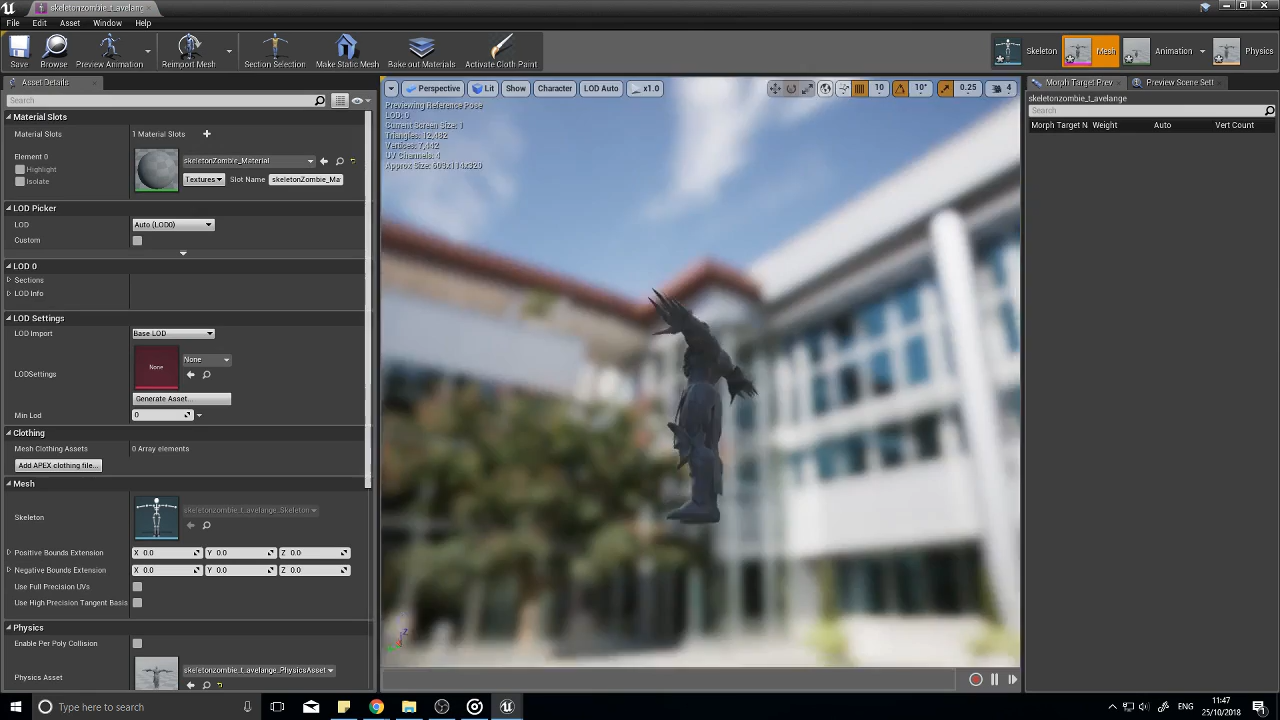 skeletonzombie_t_avelang
File Edit Asset Window Help
Save Browse Preview Animation Reimport Mesh Section Selection Make Static Mesh Bake out Materials Activate Cloth Paint Skeleton Mesh Animation Physics
Asset Details
Search
Material Slots
Material Slots 1 Material Slots
Element 0
Highlight
Isolate
skeletonZombie_Material
Textures Slot Name skeletonZombie_Ma
LOD Picker
LOD Auto (LOD0)
Custom
LOD 0
Sections
LOD Info
LOD Settings
LOD Import Base LOD
LODSettings None None
Generate Asset...
Min Lod 0
Clothing
Mesh Clothing Assets 0 Array elements
Add APEX clothing file...
Mesh
Skeleton skeletonzombie_t_avelange_Skeleton
Positive Bounds Extension X 0.0 Y 0.0 Z 0.0
Negative Bounds Extension X 0.0 Y 0.0 Z 0.0
Use Full Precision UVs
Use High Precision Tangent Basis
Physics
Enable Per Poly Collision
Physics Asset skeletonzombie_t_avelange_PhysicsAsset
Perspective Lit Show Character LOD Auto x1.0 10 10° 0.25 4
Previewing Reference Pose
LOD: 0
Current Screen Size: 1
Triangles: 12,482
Vertices: 7,442
UV Channels: 4
Approx Size: 603x114x320
Z
Morph Target Prev Preview Scene Sett
skeletonzombie_t_avelange
Search
Morph Target N Weight Auto Vert Count
Type here to search
ENG
11:47
25/10/2018
1